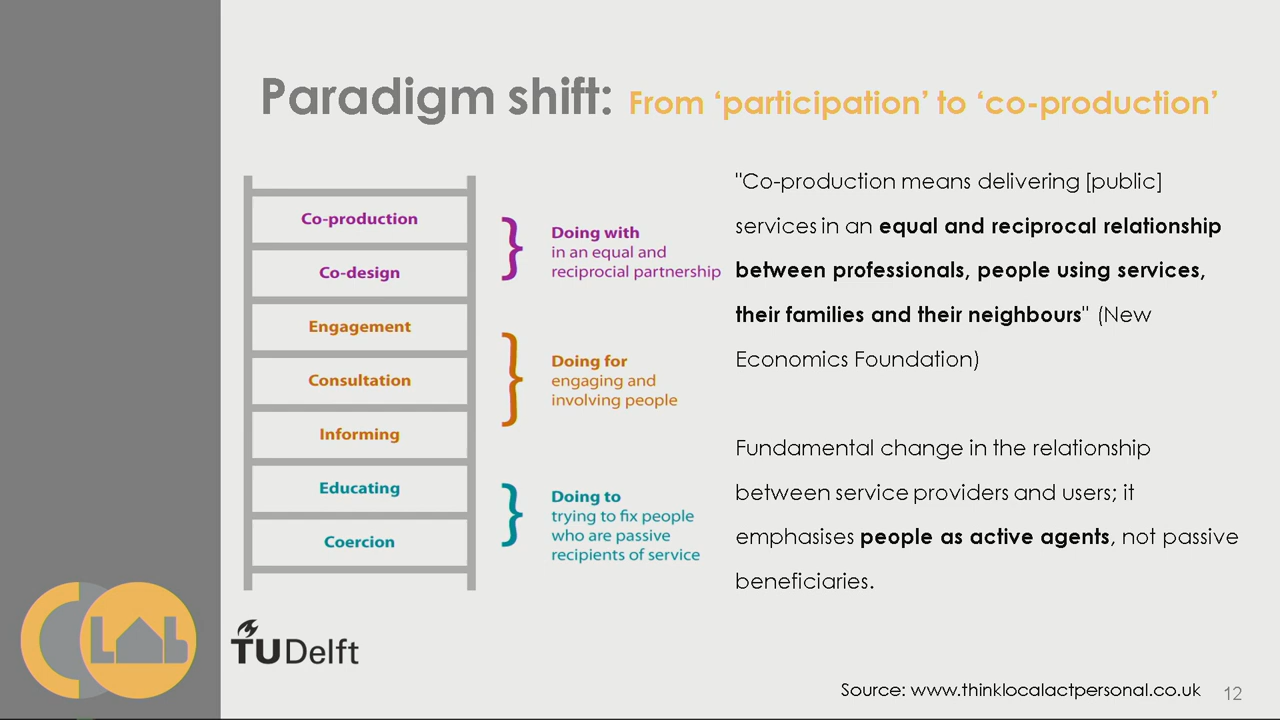 Paradigm shift: From ‘participation’ to ‘co-production’
Co-production
Co-design
Engagement
Consultation
Informing
Educating
Coercion
Doing with
in an equal and
reciprocial partnership
Doing for
engaging and
involving people
Doing to
trying to fix people
who are passive
recipients of service
"Co-production means delivering [public]
services in an equal and reciprocal relationship
between professionals, people using services,
their families and their neighbours" (New
Economics Foundation)
Fundamental change in the relationship
between service providers and users; it
emphasises people as active agents, not passive
beneficiaries.
CO LAB
TU Delft
Source: www.thinklocalactpersonal.co.uk
12